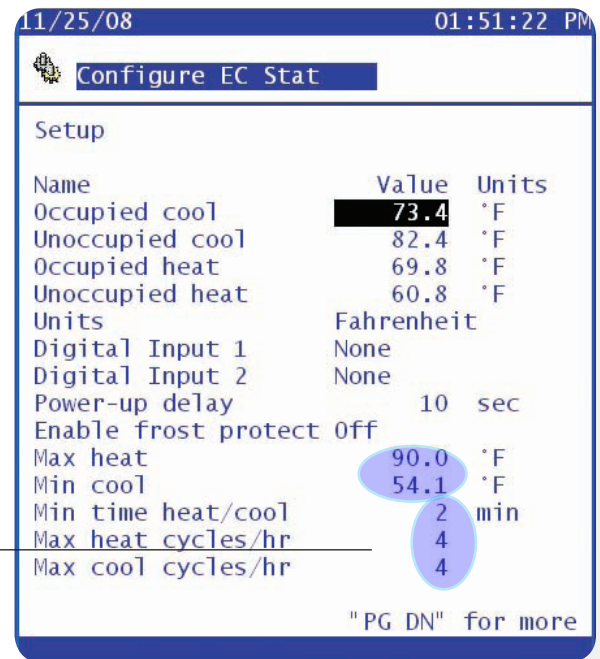 11/25/08 01:51:22 PM
Configure EC Stat
Setup
Name Value Units
Occupied cool 73.4 °F
Unoccupied cool 82.4 °F
Occupied heat 69.8 °F
Unoccupied heat 60.8 °F
Units Fahrenheit
Digital Input 1 None
Digital Input 2 None
Power-up delay 10 sec
Enable frost protect Off
Max heat 90.0 °F
Min cool 54.1 °F
Min time heat/cool 2 min
Max heat cycles/hr 4
Max cool cycles/hr 4
"PG DN" for more